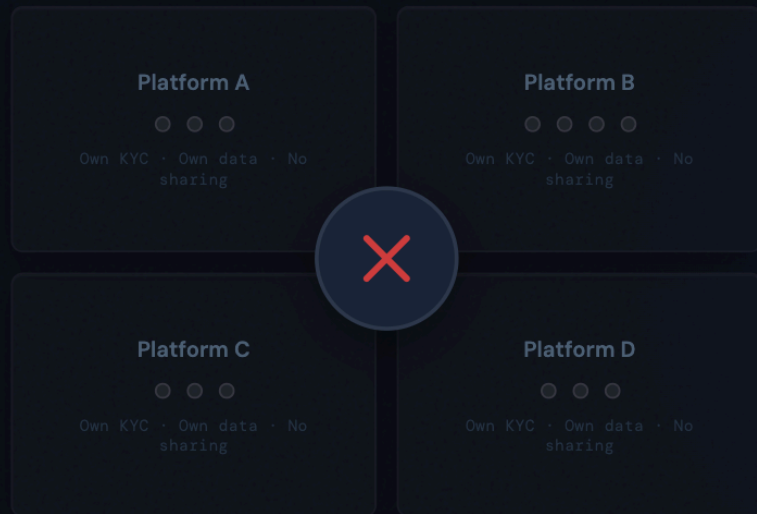 Platform A
Own KYC · Own data · No
sharing
Platform B
Own KYC · Own data · No
sharing
Platform C
Own KYC · Own data · No
sharing
Platform D
Own KYC · Own data · No
sharing